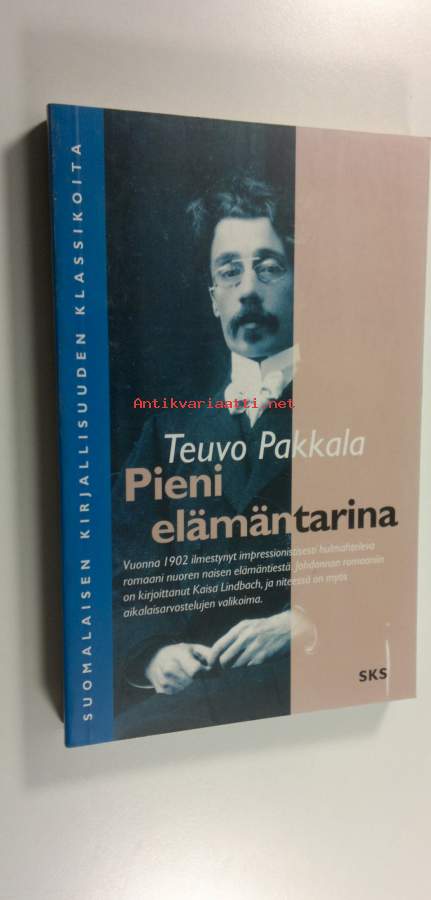 SUOMALAISEN KIRJALLISUUDEN KLASSIKOITA
Antikvariaatti.net
Teuvo Pakkala
Pieni
elämäntarina
Vuonna 1902 ilmestynyt impressionistisesti hulmahteleva
romaani nuoren naisen elämäntiestä. Johdannon romaaniin
on kirjoittanut Kaisa Lindbach, ja niteessä on myös
aikalaisarvostelujen valikoima.
SKS